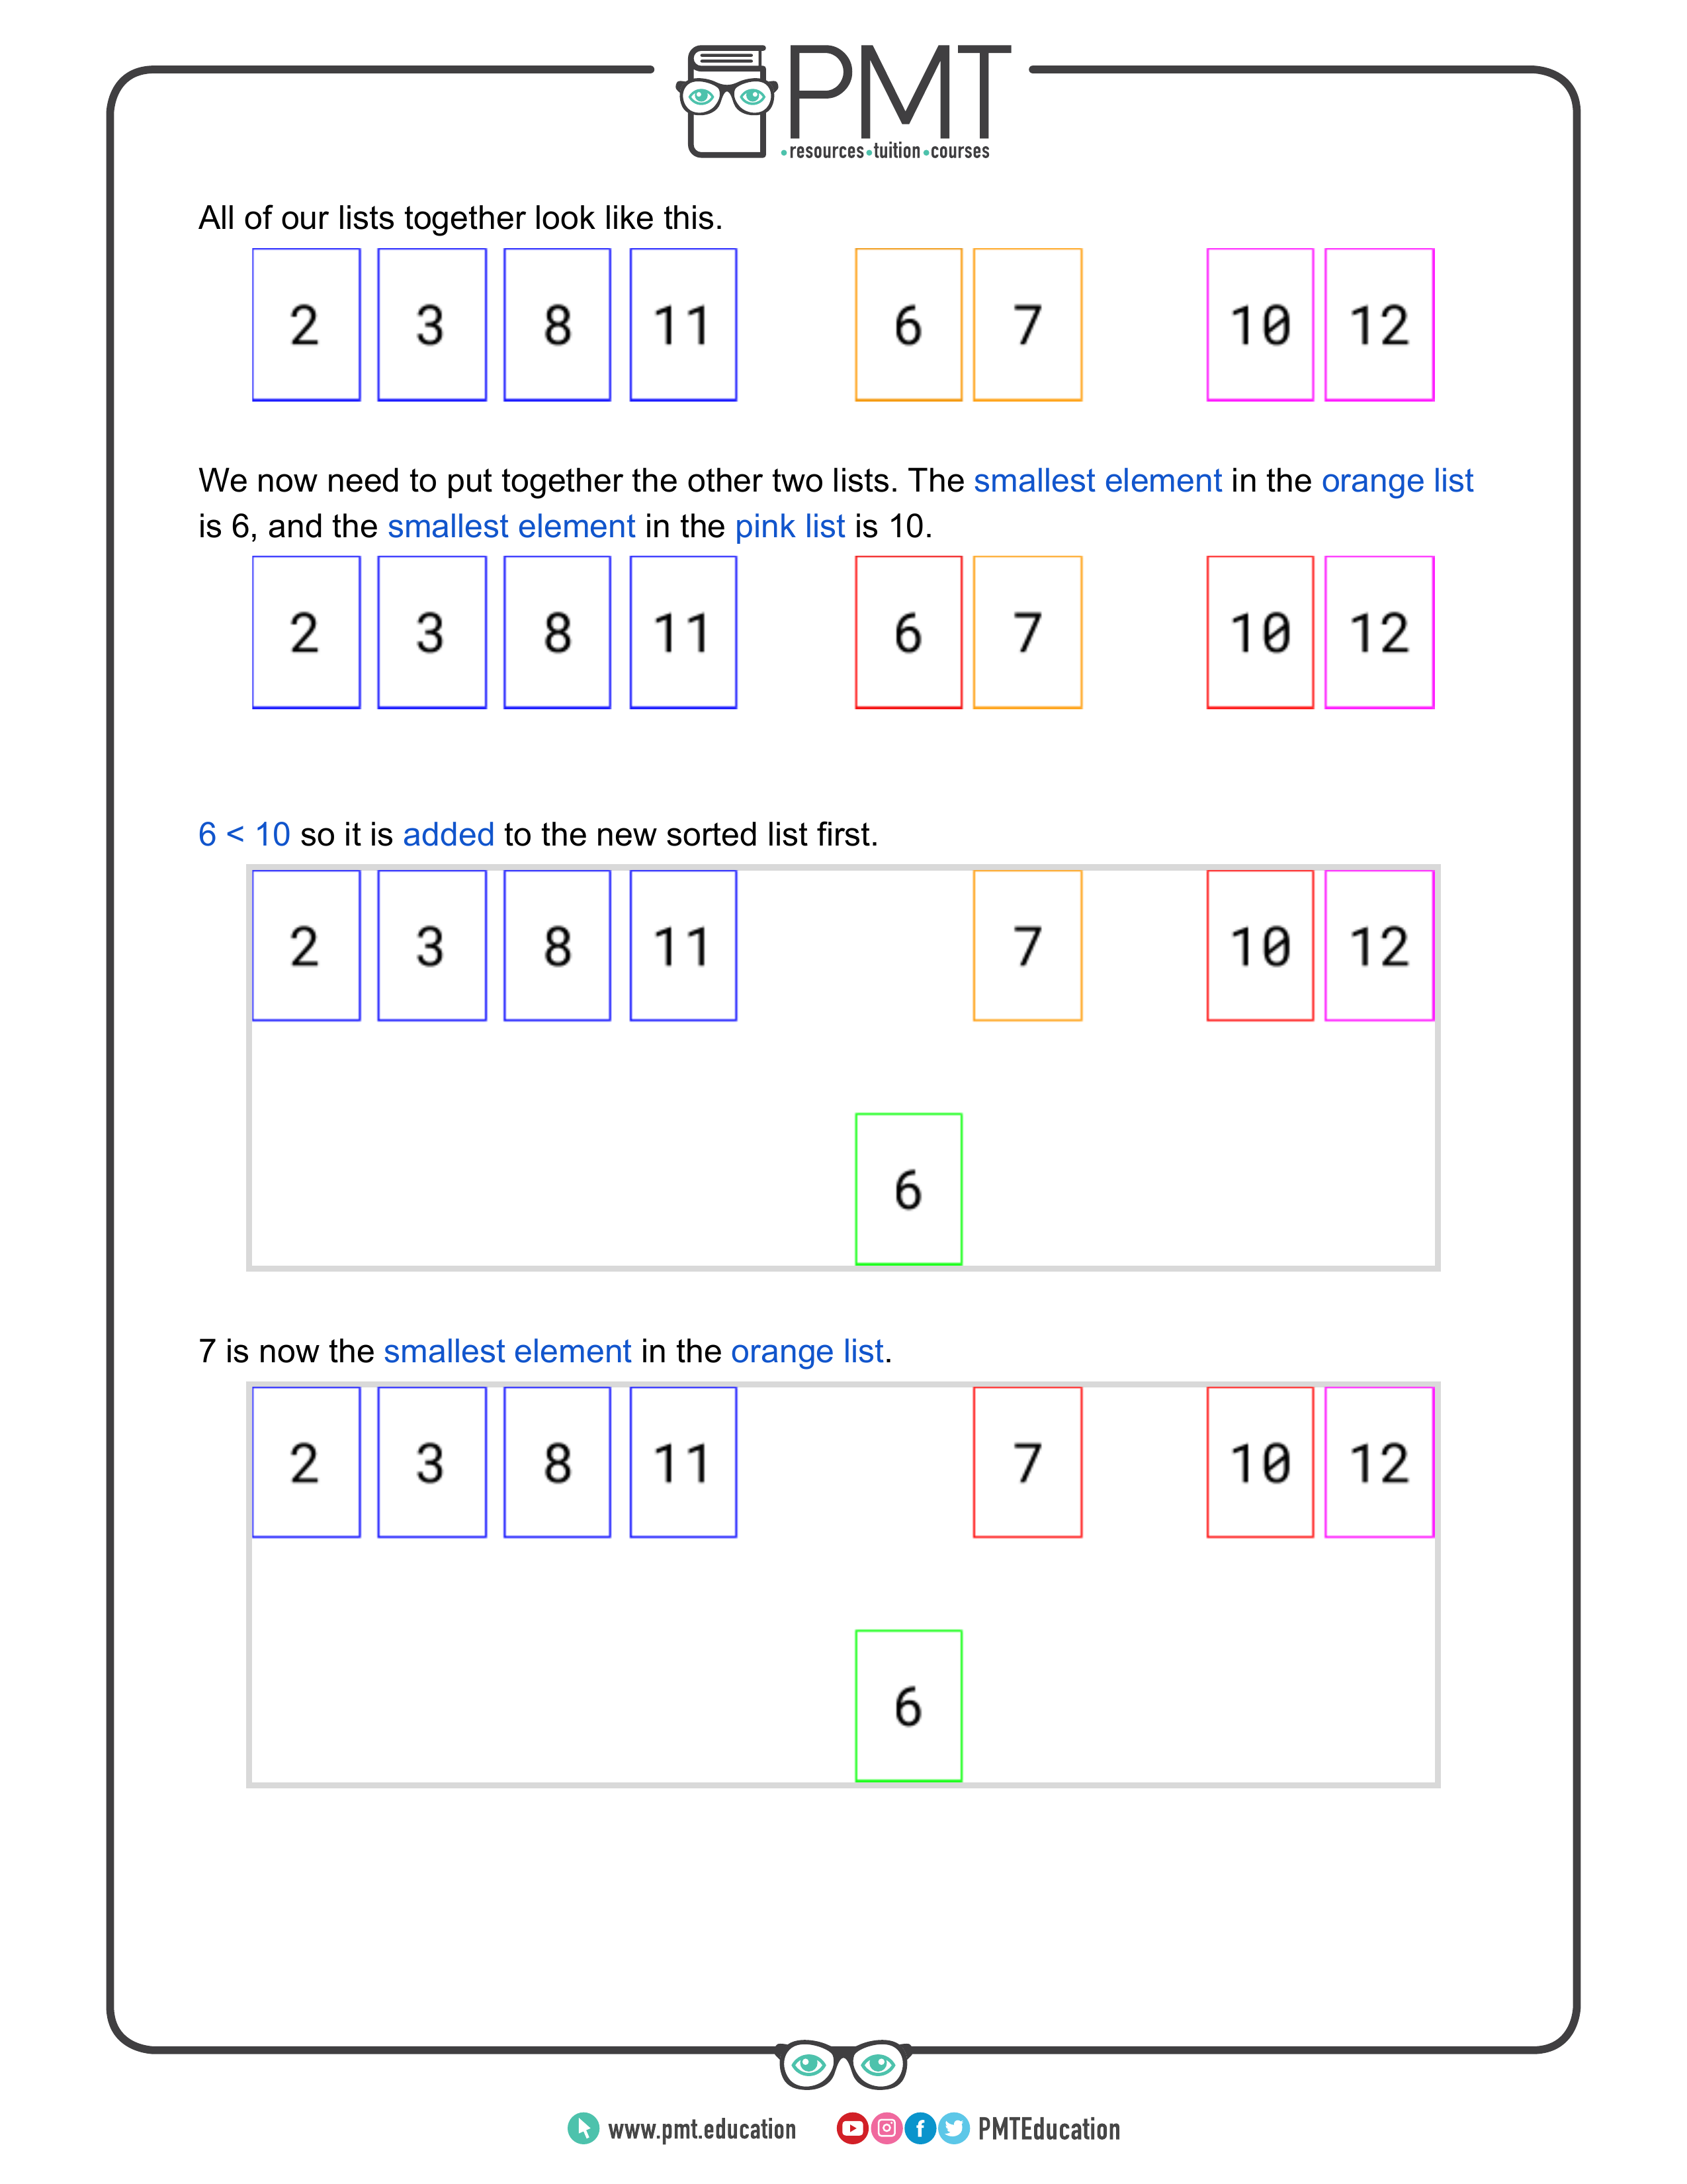 PMT
•resources•tuition•courses
All of our lists together look like this.
2 3 8 11 6 7 10 12
We now need to put together the other two lists. The smallest element in the orange list
is 6, and the smallest element in the pink list is 10.
2 3 8 11 6 7 10 12
6 < 10 so it is added to the new sorted list first.
2 3 8 11 7 10 12
6
7 is now the smallest element in the orange list.
2 3 8 11 7 10 12
6
www.pmt.education PMTEducation